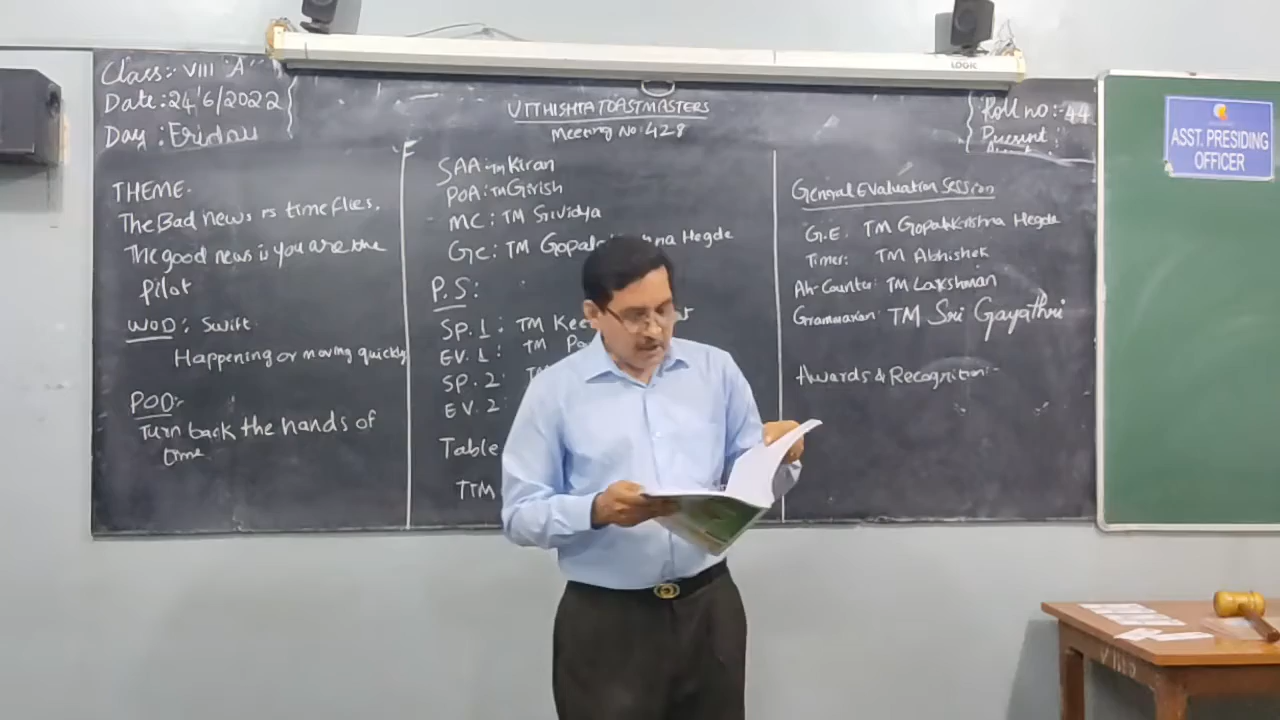 Class:- VIII "A"
Date:24/6/2022
Day :Friday
THEME.
The Bad news is time flies.
The good news is you are the
pilot
WOD: Swift
Happening or moving quickly
POD:-
Turn back the hands of
time
UTTHISHTA TOASTMASTERS
Meeting No: 428
SAA: TM Kiran
POA: TM Girish
MC: TM Srividya
GE: TM Hegde
P.S:
SP.1: TM
EV.1: TM
SP.2:
EV.2:
Table
TTM
Roll no:-44
Present:
General Evaluation Session
G.E. TM Gopalakrishna Hegde
Timer: TM Abhishek
Ah-Counter: TM Lakshman
Grammarian: TM Sri Gayathri
Awards & Recognition:-
LOGIC
ASST. PRESIDING
OFFICER